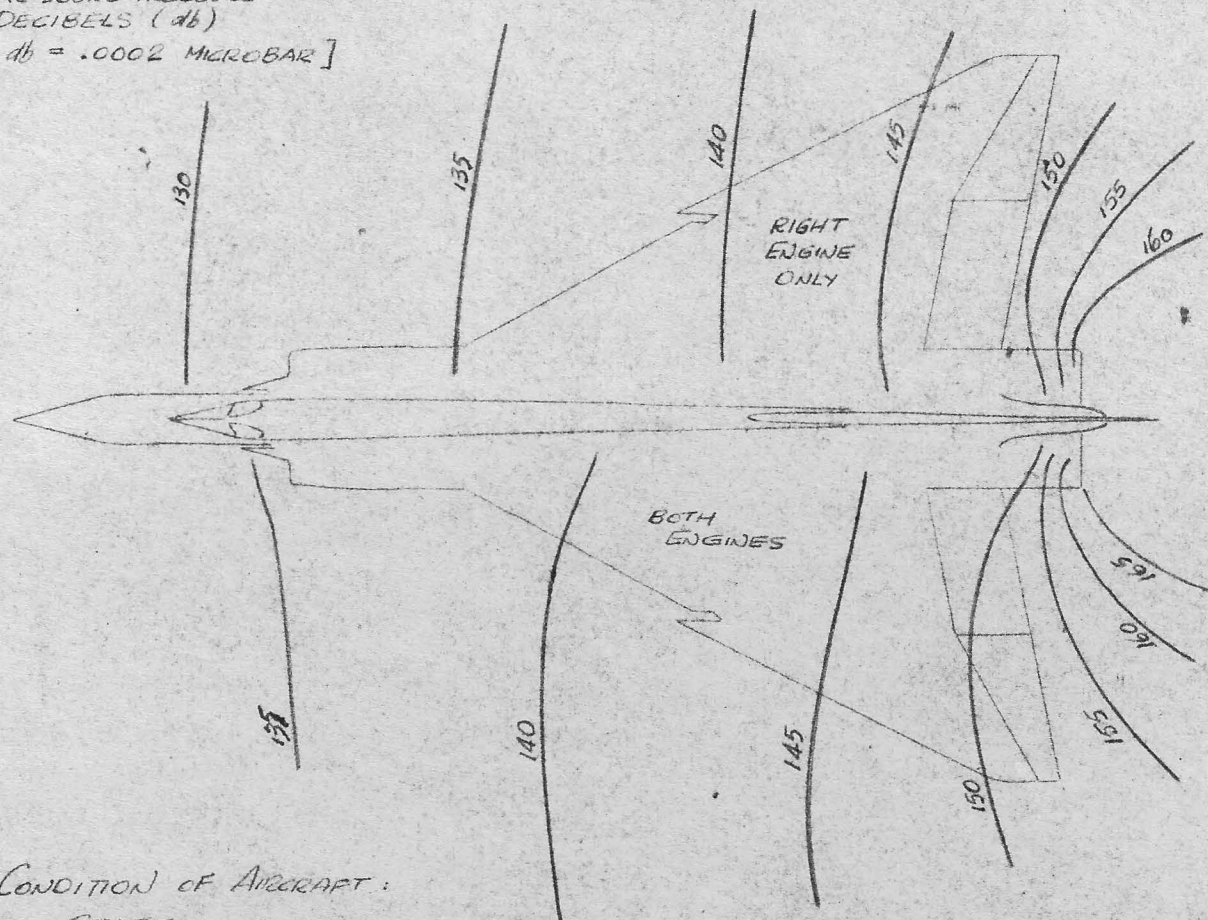 DECIBELS (db)
db = .0002 MICROBAR]
130
135
140
145
150
155
160
RIGHT
ENGINE
ONLY
BOTH
ENGINES
135
140
145
150
155
160
165
CONDITION OF AIRCRAFT: